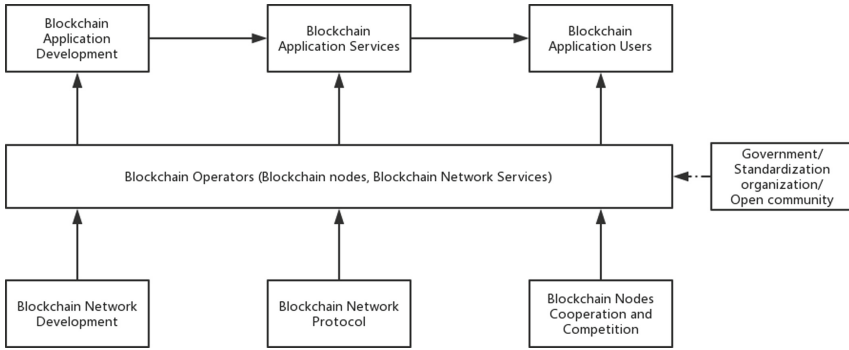 Blockchain
Application
Development
Blockchain
Application Services
Blockchain
Application Users
Blockchain Operators (Blockchain nodes, Blockchain Network Services)
Government/
Standardization
organization/
Open community
Blockchain Network
Development
Blockchain Network
Protocol
Blockchain Nodes
Cooperation and
Competition